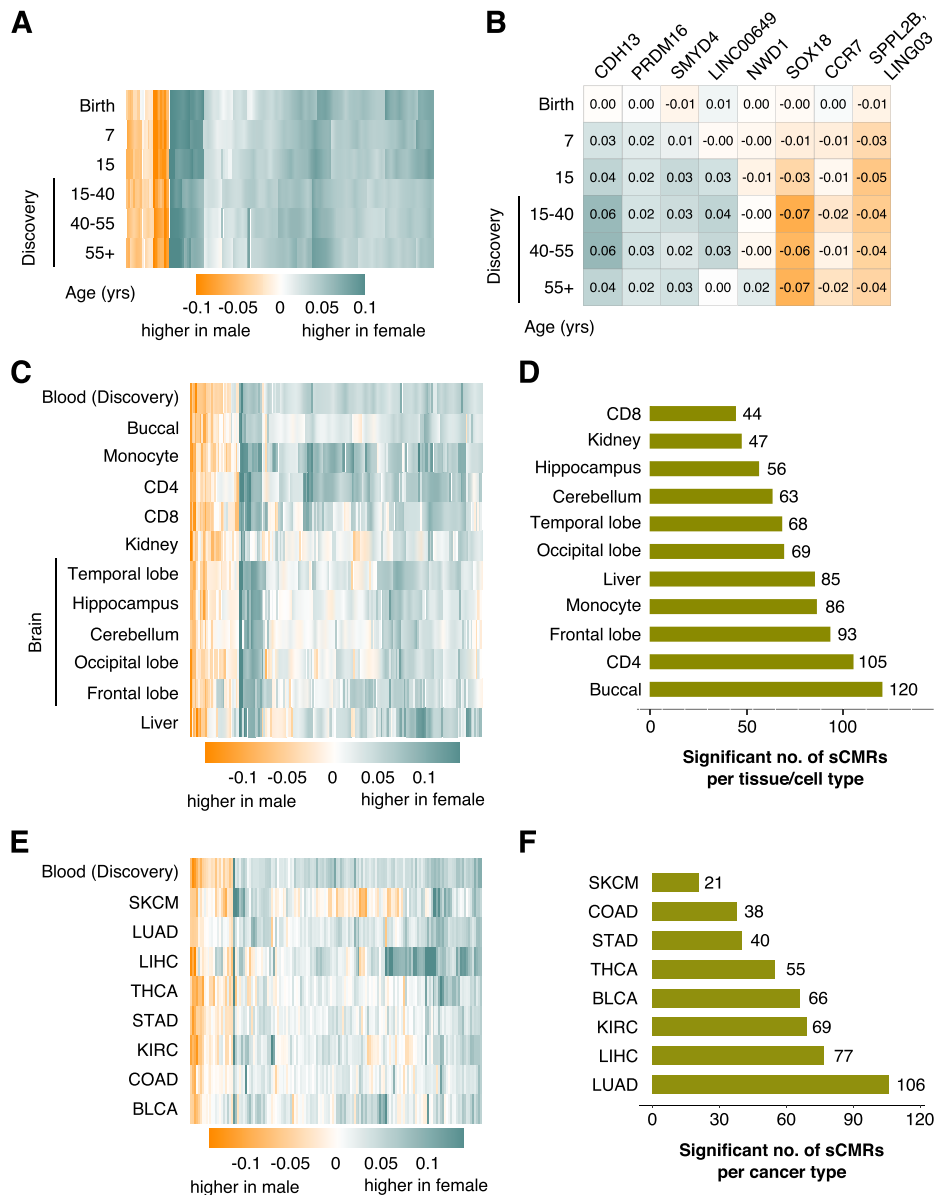 A
Birth
7
15
15-40
40-55
55+
Discovery
Age (yrs)
-0.1 -0.05 0 0.05 0.1
higher in male higher in female
B
CDH13 PRDM16 SMYD4 LINC00649 NWD1 SOX18 CCR7 SPPL2B, LING03
Birth 0.00 0.00 -0.01 0.01 0.00 -0.00 0.00 -0.01
7 0.03 0.02 0.01 -0.00 -0.00 -0.01 -0.01 -0.03
15 0.04 0.02 0.03 0.03 -0.01 -0.03 -0.01 -0.05
15-40 0.06 0.02 0.03 0.04 -0.00 -0.07 -0.02 -0.04
40-55 0.06 0.03 0.02 0.03 -0.00 -0.06 -0.01 -0.04
55+ 0.04 0.02 0.03 0.00 0.02 -0.07 -0.02 -0.04
Discovery
Age (yrs)
C
Blood (Discovery)
Buccal
Monocyte
CD4
CD8
Kidney
Temporal lobe
Hippocampus
Cerebellum
Occipital lobe
Frontal lobe
Liver
Brain
-0.1 -0.05 0 0.05 0.1
higher in male higher in female
D
CD8 44
Kidney 47
Hippocampus 56
Cerebellum 63
Temporal lobe 68
Occipital lobe 69
Liver 85
Monocyte 86
Frontal lobe 93
CD4 105
Buccal 120
0 50 100
Significant no. of sCMRs
per tissue/cell type
E
Blood (Discovery)
SKCM
LUAD
LIHC
THCA
STAD
KIRC
COAD
BLCA
-0.1 -0.05 0 0.05 0.1
higher in male higher in female
F
SKCM 21
COAD 38
STAD 40
THCA 55
BLCA 66
KIRC 69
LIHC 77
LUAD 106
0 30 60 90 120
Significant no. of sCMRs
per cancer type